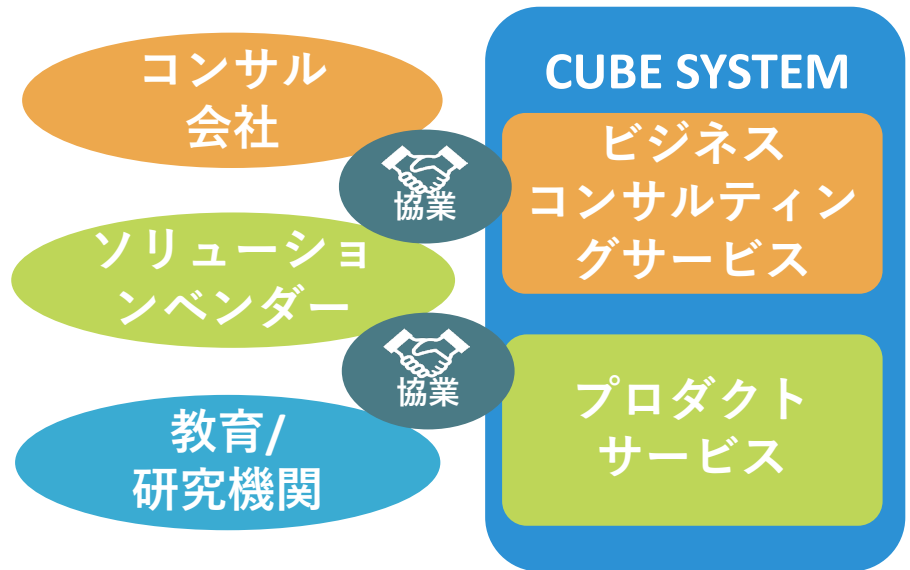 コンサル
会社
協業
ソリューショ
ンベンダー
協業
教育/
研究機関
CUBE SYSTEM
ビジネス
コンサルティン
グサービス
プロダクト
サービス